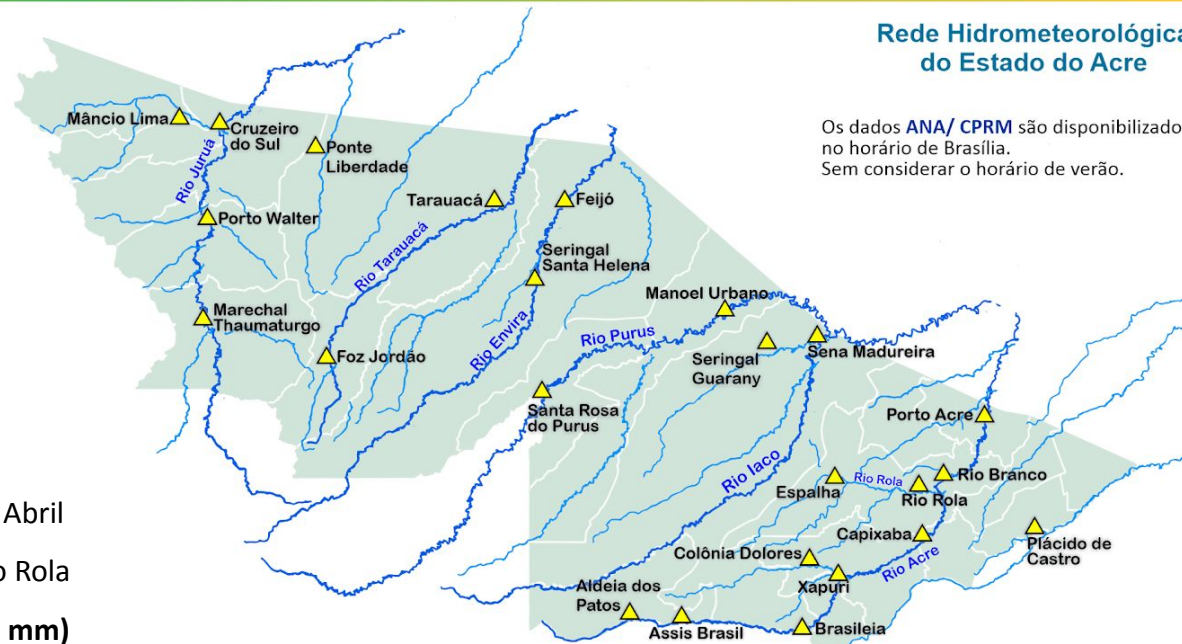 Rede Hidrometeorológica
do Estado do Acre
Os dados ANA/ CPRM são disponibilizado
no horário de Brasília.
Sem considerar o horário de verão.
Mâncio Lima
Cruzeiro
do Sul
Ponte
Liberdade
Rio Juruá
Porto Walter
Tarauacá
Feijó
Rio Tarauacá
Seringal
Santa Helena
Marechal
Thaumaturgo
Foz Jordão
Rio Envira
Manoel Urbano
Rio Purus
Seringal
Guarany
Sena Madureira
Santa Rosa
do Purus
Porto Acre
Rio Iaco
Espalha
Rio Rola
Rio Rola
Rio Branco
Capixaba
Plácido de
Castro
Colônia Dolores
Xapuri
Rio Acre
Aldeia dos
Patos
Assis Brasil
Brasileia
Abril
Rola
mm)